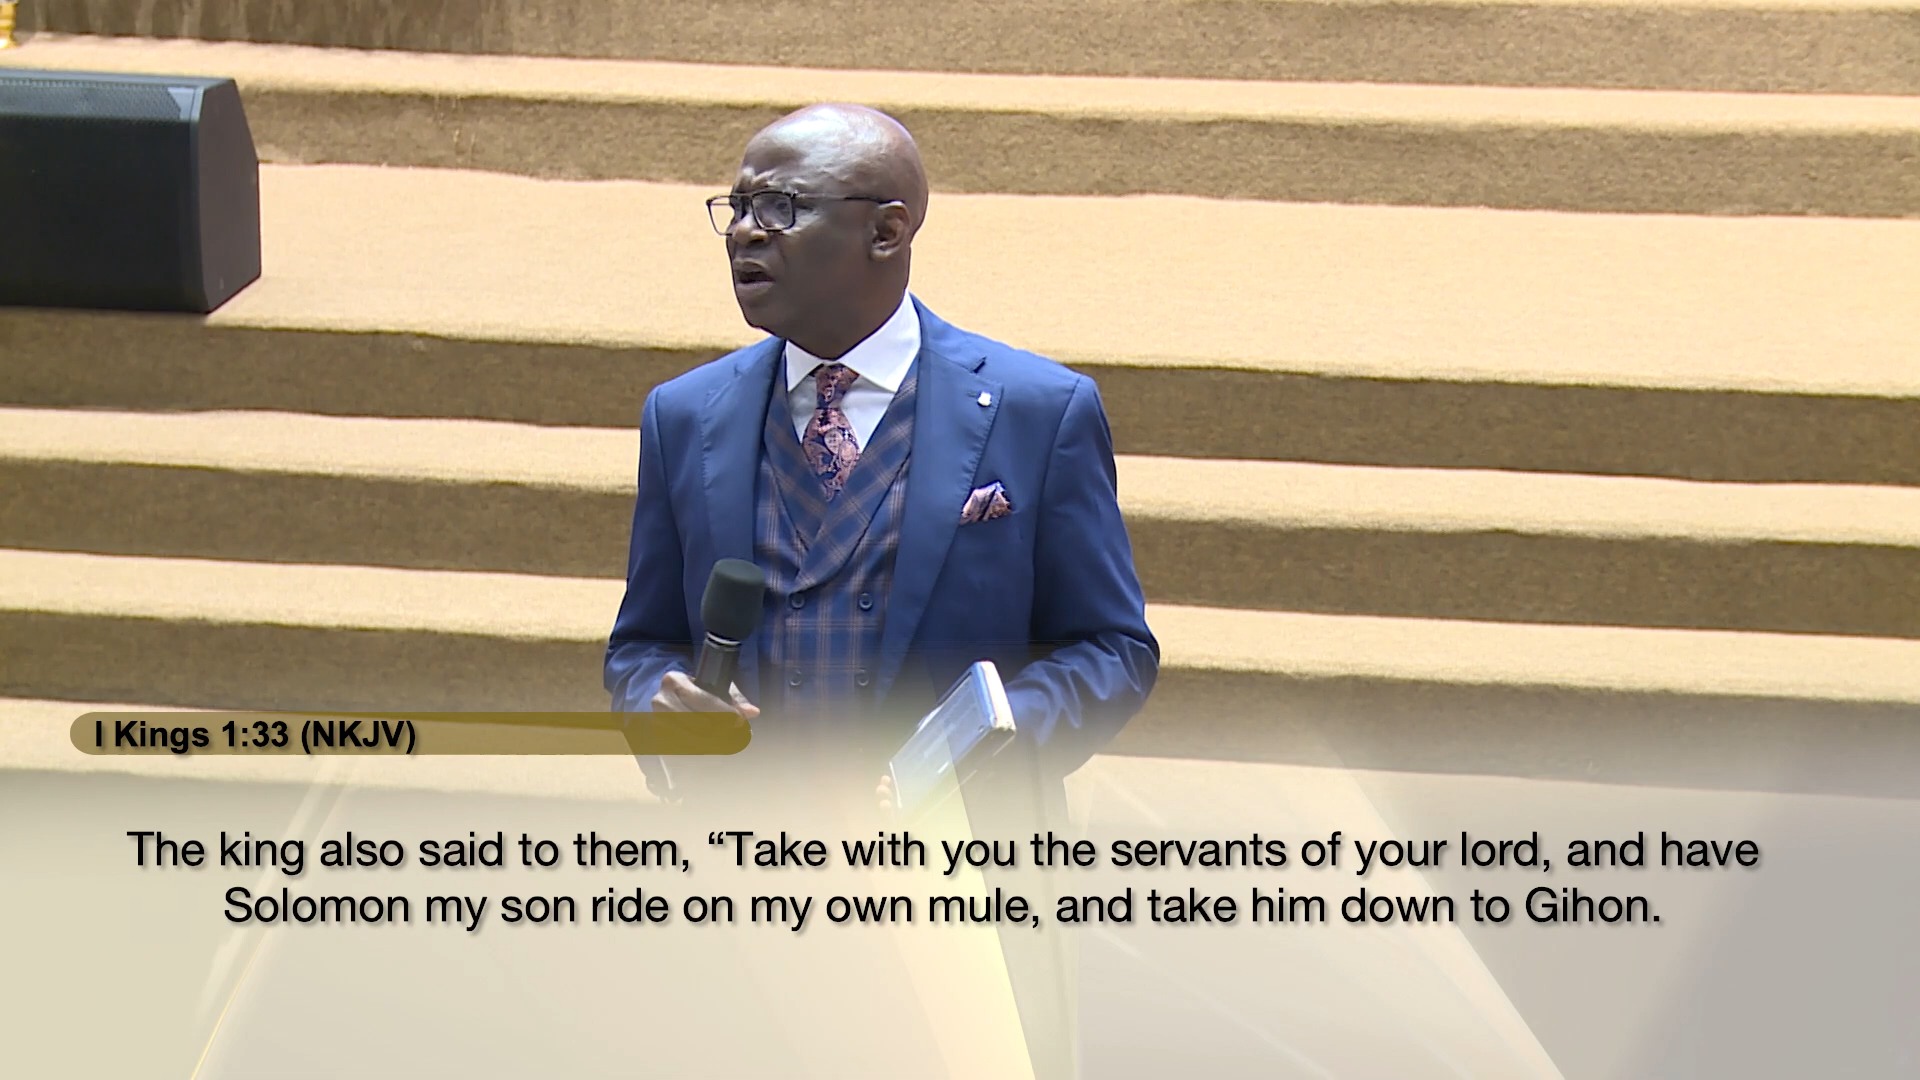 I Kings 1:33 (NKJV)
The king also said to them, “Take with you the servants of your lord, and have
Solomon my son ride on my own mule, and take him down to Gihon.